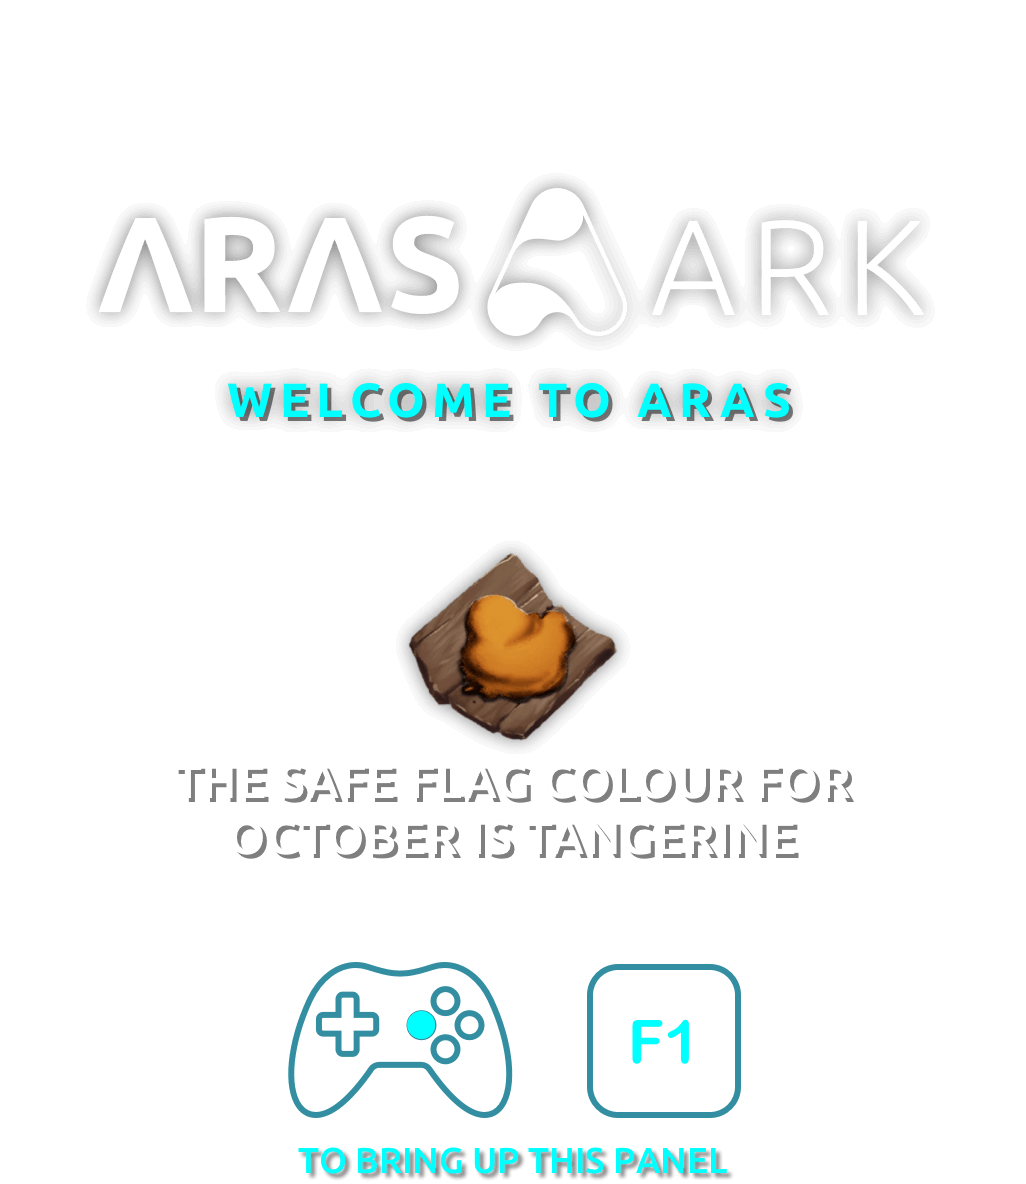 ARAS ARK
WELCOME TO ARAS
THE SAFE FLAG COLOUR FOR
OCTOBER IS TANGERINE
F1
TO BRING UP THIS PANEL